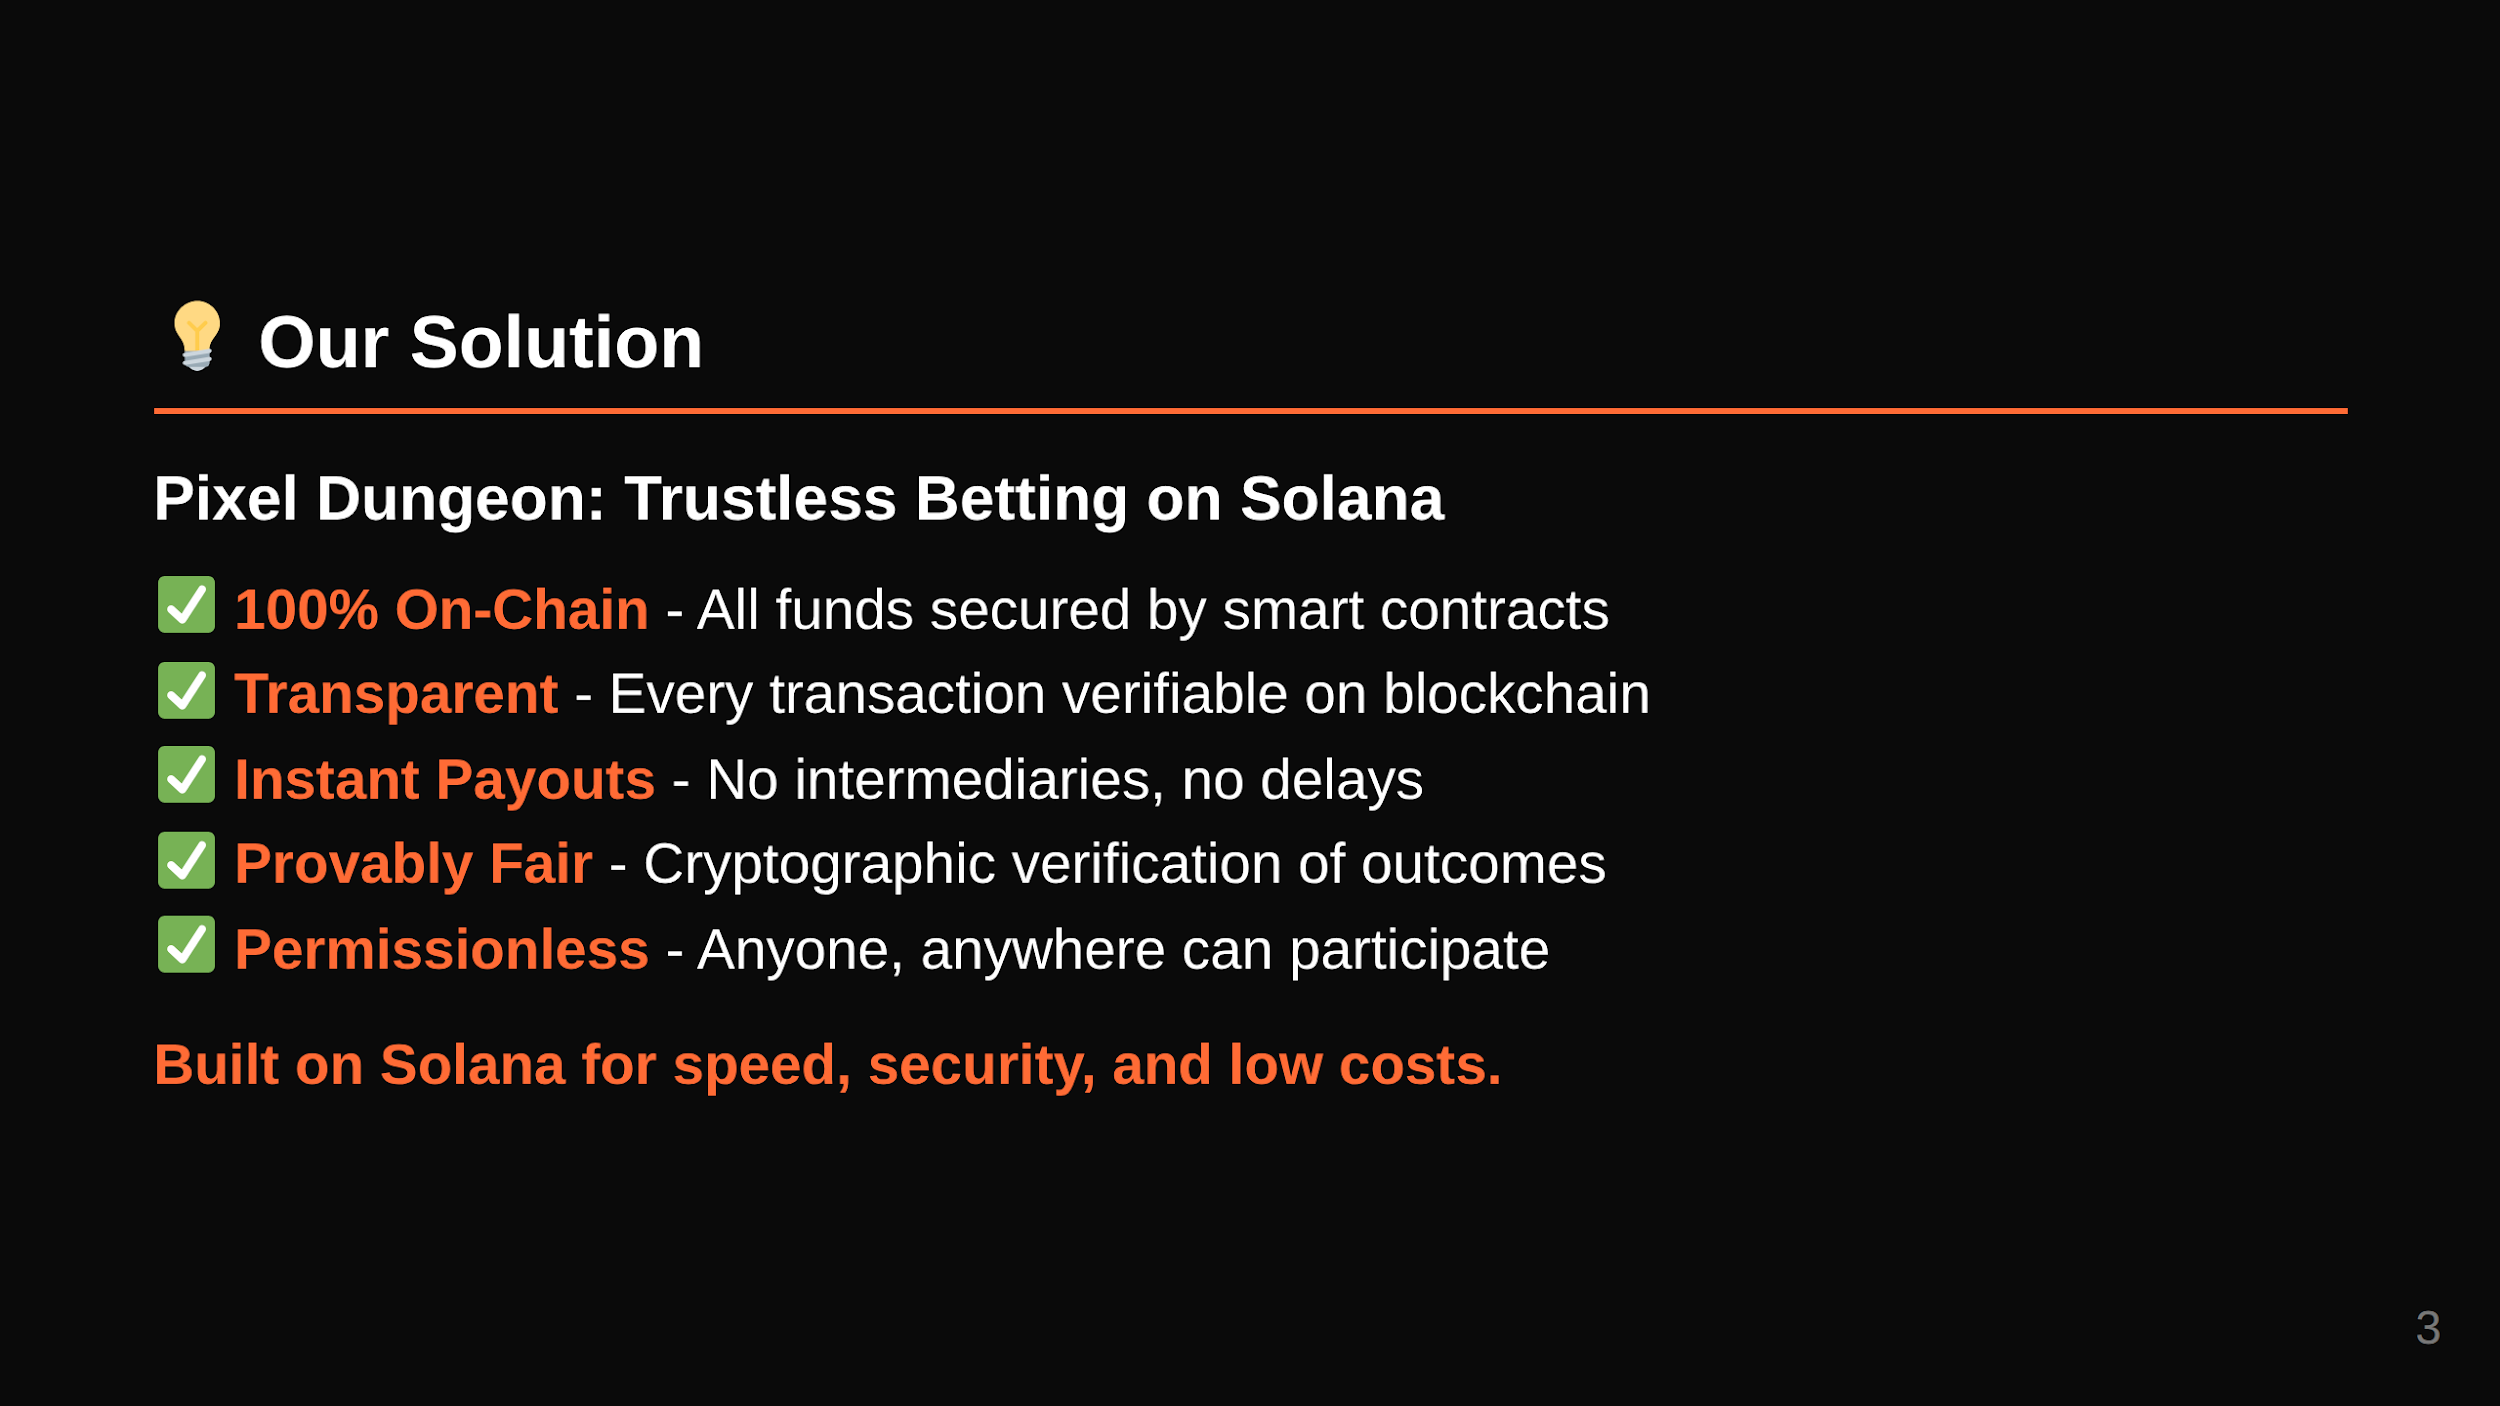 💡 Our Solution
Pixel Dungeon: Trustless Betting on Solana
✅ 100% On-Chain - All funds secured by smart contracts
✅ Transparent - Every transaction verifiable on blockchain
✅ Instant Payouts - No intermediaries, no delays
✅ Provably Fair - Cryptographic verification of outcomes
✅ Permissionless - Anyone, anywhere can participate
Built on Solana for speed, security, and low costs.
3